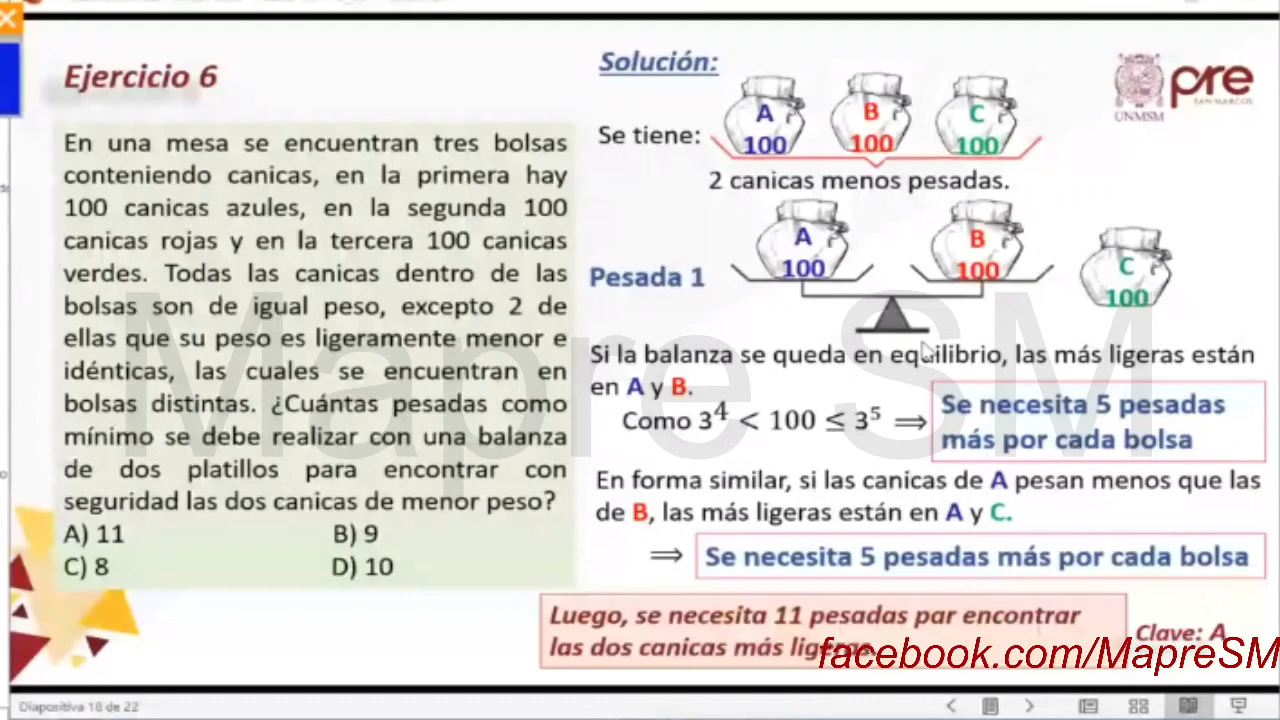 Ejercicio 6
En una mesa se encuentran tres bolsas
conteniendo canicas, en la primera hay
100 canicas azules, en la segunda 100
canicas rojas y en la tercera 100 canicas
verdes. Todas las canicas dentro de las
bolsas son de igual peso, excepto 2 de
ellas que su peso es ligeramente menor e
idénticas, las cuales se encuentran en
bolsas distintas. ¿Cuántas pesadas como
mínimo se debe realizar con una balanza
de dos platillos para encontrar con
seguridad las dos canicas de menor peso?
A) 11 B) 9
C) 8 D) 10
Solución:
Se tiene:
A B C
100 100 100
2 canicas menos pesadas.
Pesada 1
A B C
100 100 100
Si la balanza se queda en equilibrio, las más ligeras están
en A y B.
Como 3⁴ < 100 ≤ 3⁵ ⟹
Se necesita 5 pesadas
más por cada bolsa
En forma similar, si las canicas de A pesan menos que las
de B, las más ligeras están en A y C.
⟹ Se necesita 5 pesadas más por cada bolsa
Luego, se necesita 11 pesadas par encontrar
las dos canicas más ligeras.
Clave: A
UNMSM
pre
SAN MARCOS
Mapre SM
facebook.com/MapreSM
Diapositiva 18 de 22